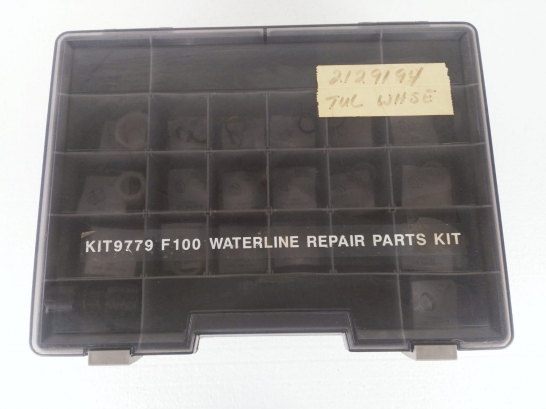 2129194
TUL WHSE
KIT9779 F100 WATERLINE REPAIR PARTS KIT